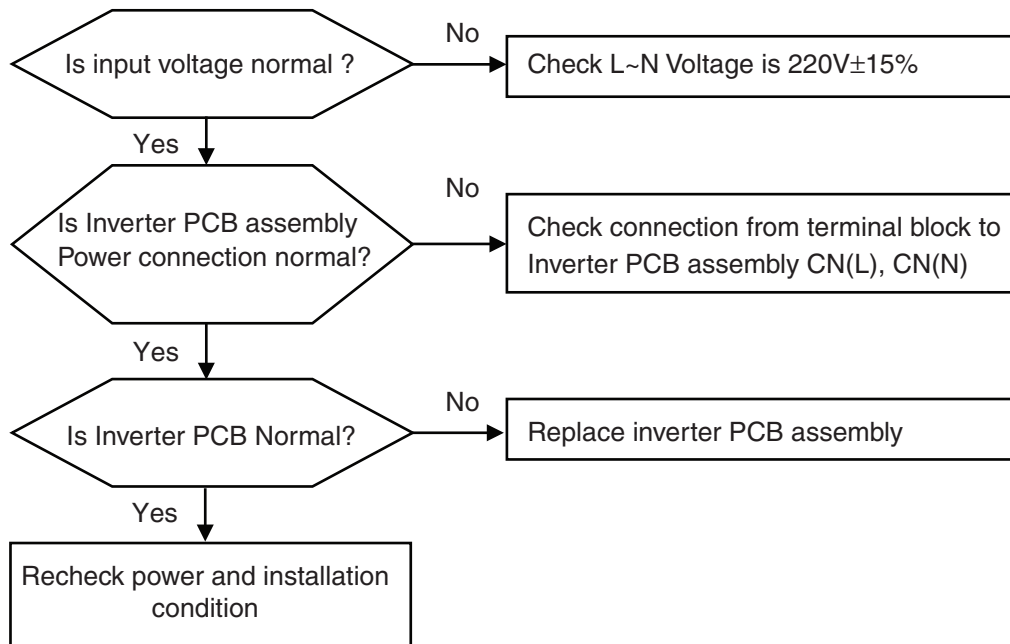 Is input voltage normal ?
No
Check L~N Voltage is 220V±15%
Yes
Is Inverter PCB assembly
Power connection normal?
No
Check connection from terminal block to
Inverter PCB assembly CN(L), CN(N)
Yes
Is Inverter PCB Normal?
No
Replace inverter PCB assembly
Yes
Recheck power and installation
condition